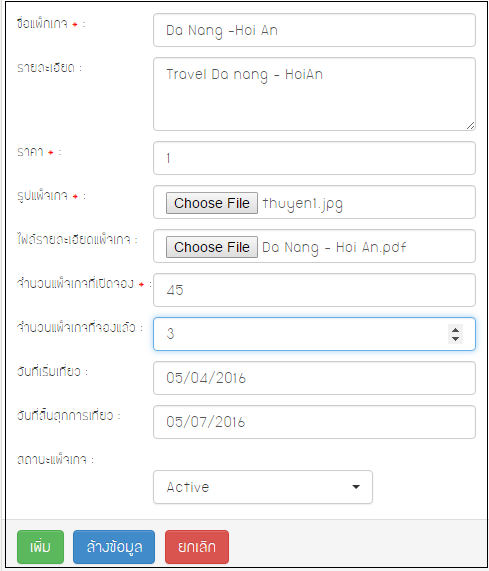 ชื่อแพ็กเกจ * : Da Nang -Hoi An
รายละเอียด : Travel Da nang - HoiAn
ราคา * : 1
รูปแพ็จเกจ * : Choose File thuyen1.jpg
ไฟล์รายละเอียดแพ็จเกจ : Choose File Da Nang - Hoi An.pdf
จำนวนแพ็จเกจที่เปิดจอง * : 45
จำนวนแพ็จเกจที่จองแล้ว : 3
วันที่เริ่มเที่ยว : 05/04/2016
วันที่สิ้นสุดการเที่ยว : 05/07/2016
สถานะแพ็จเกจ :
Active
เพิ่ม ล้างข้อมูล ยกเลิก